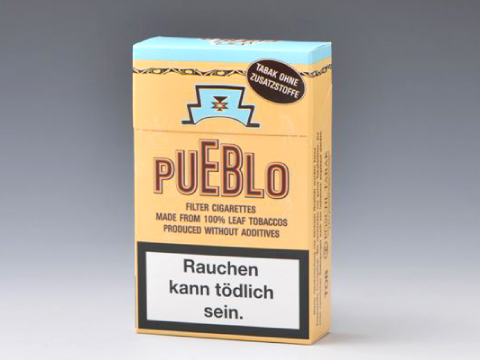 TABAK OHNE
ZUSATZSTOFFE
PUEBLO
FILTER CIGARETTES
MADE FROM 100% LEAF TOBACCOS
PRODUCED WITHOUT ADDITIVES
Rauchen
kann tödlich
sein.